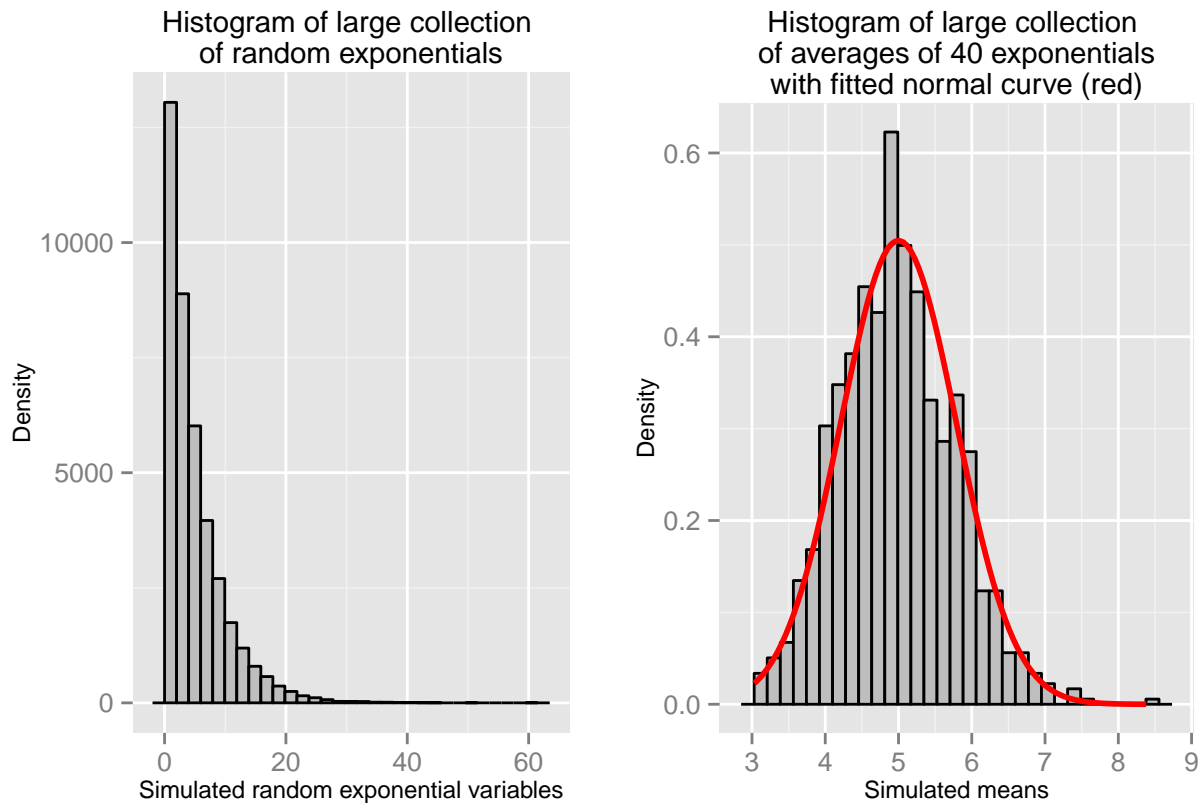 Histogram of large collection
of random exponentials
Density
10000
5000
0
0 20 40 60
Simulated random exponential variables
Histogram of large collection
of averages of 40 exponentials
with fitted normal curve (red)
Density
0.6
0.4
0.2
0.0
3 4 5 6 7 8 9
Simulated means